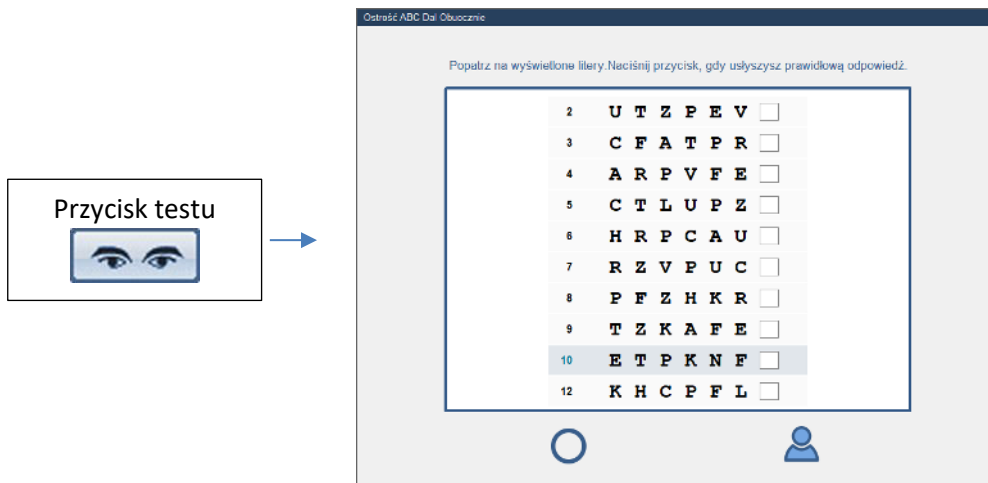 Ostrość ABC Dal Obuocznie
Popatrz na wyświetlone litery.Naciśnij przycisk, gdy usłyszysz prawidłową odpowiedź.
Przycisk testu
2 U T Z P E V
3 C F A T P R
4 A R P V F E
5 C T L U P Z
6 H R P C A U
7 R Z V P U C
8 P F Z H K R
9 T Z K A F E
10 E T P K N F
12 K H C P F L